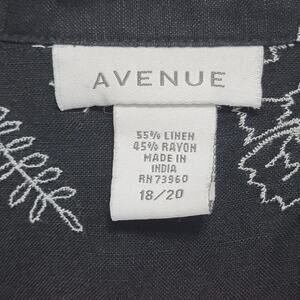 AVENUE
55% LINEN
45% RAYON
MADE IN
INDIA
RN 73960
18/20